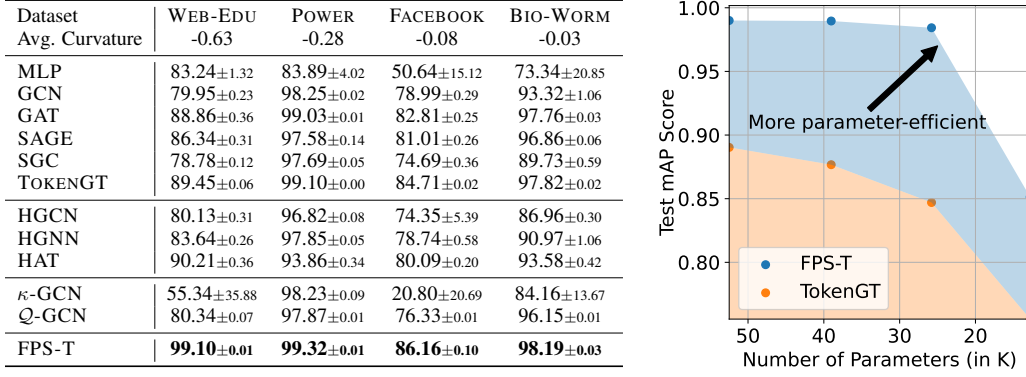 Dataset WEB-EDU POWER FACEBOOK BIO-WORM
Avg. Curvature -0.63 -0.28 -0.08 -0.03
MLP 83.24±1.32 83.89±4.02 50.64±15.12 73.34±20.85
GCN 79.95±0.23 98.25±0.02 78.99±0.29 93.32±1.06
GAT 88.86±0.36 99.03±0.01 82.81±0.25 97.76±0.03
SAGE 86.34±0.31 97.58±0.14 81.01±0.26 96.86±0.06
SGC 78.78±0.12 97.69±0.05 74.69±0.36 89.73±0.59
TOKENGT 89.45±0.06 99.10±0.00 84.71±0.02 97.82±0.02
HGCN 80.13±0.31 96.82±0.08 74.35±5.39 86.96±0.30
HGNN 83.64±0.26 97.85±0.05 78.74±0.58 90.97±1.06
HAT 90.21±0.36 93.86±0.34 80.09±0.20 93.58±0.42
κ-GCN 55.34±35.88 98.23±0.09 20.80±20.69 84.16±13.67
𝒬-GCN 80.34±0.07 97.87±0.01 76.33±0.01 96.15±0.01
FPS-T 99.10±0.01 99.32±0.01 86.16±0.10 98.19±0.03
1.00
0.95
0.90
0.85
0.80
Test mAP Score
More parameter-efficient
FPS-T
TokenGT
50 40 30 20
Number of Parameters (in K)